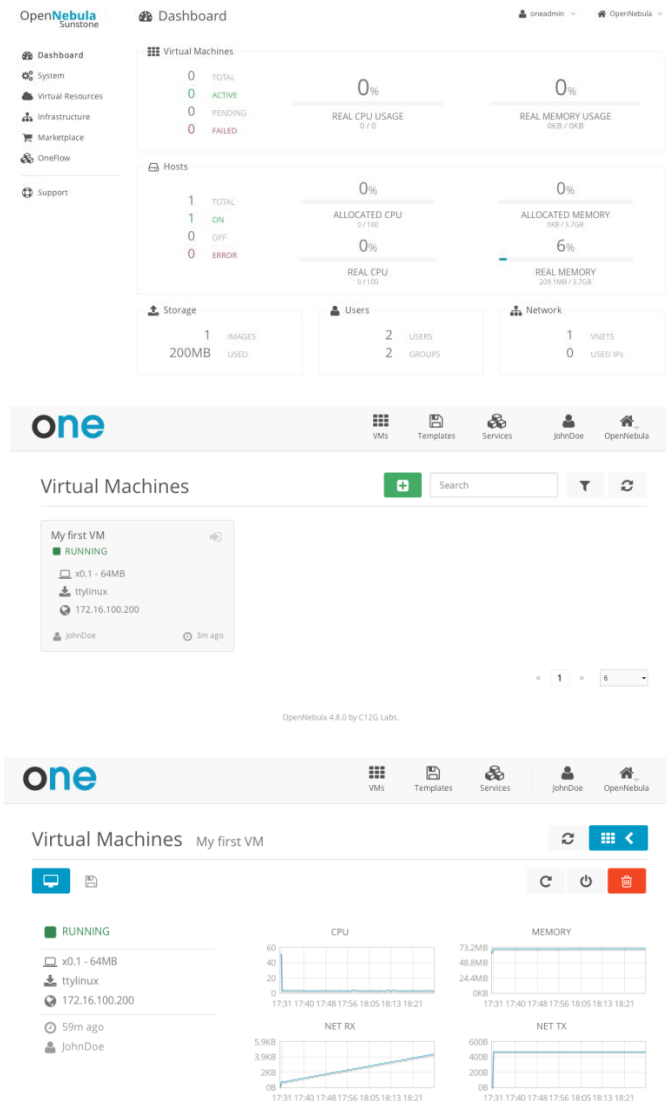 OpenNebula
Sunstone
Dashboard
oneadmin
OpenNebula
Dashboard
System
Virtual Resources
Infrastructure
Marketplace
OneFlow
Support
Virtual Machines
0 TOTAL
0 ACTIVE
0 PENDING
0 FAILED
0%
REAL CPU USAGE
0 / 0
0%
REAL MEMORY USAGE
0KB / 0KB
Hosts
1 TOTAL
1 ON
0 OFF
0 ERROR
0%
ALLOCATED CPU
0 / 100
0%
ALLOCATED MEMORY
0KB / 3.7GB
0%
REAL CPU
0 / 100
6%
REAL MEMORY
209.1MB / 3.7GB
Storage
1 IMAGES
200MB USED
Users
2 USERS
2 GROUPS
Network
1 VNETS
0 USED IPs
one
VMs Templates Services JohnDoe OpenNebula
Virtual Machines
Search
My first VM
RUNNING
x0.1 - 64MB
ttylinux
172.16.100.200
JohnDoe 3m ago
« 1 » 6
OpenNebula 4.8.0 by C12G Labs.
one
VMs Templates Services JohnDoe OpenNebula
Virtual Machines My first VM
RUNNING
x0.1 - 64MB
ttylinux
172.16.100.200
59m ago
JohnDoe
CPU
60
40
20
0
17:31 17:40 17:48 17:56 18:05 18:13 18:21
MEMORY
73.2MB
48.8MB
24.4MB
0KB
17:31 17:40 17:48 17:56 18:05 18:13 18:21
NET RX
5.9KB
3.9KB
2KB
0B
17:31 17:40 17:48 17:56 18:05 18:13 18:21
NET TX
600B
400B
200B
0B
17:31 17:40 17:48 17:56 18:05 18:13 18:21